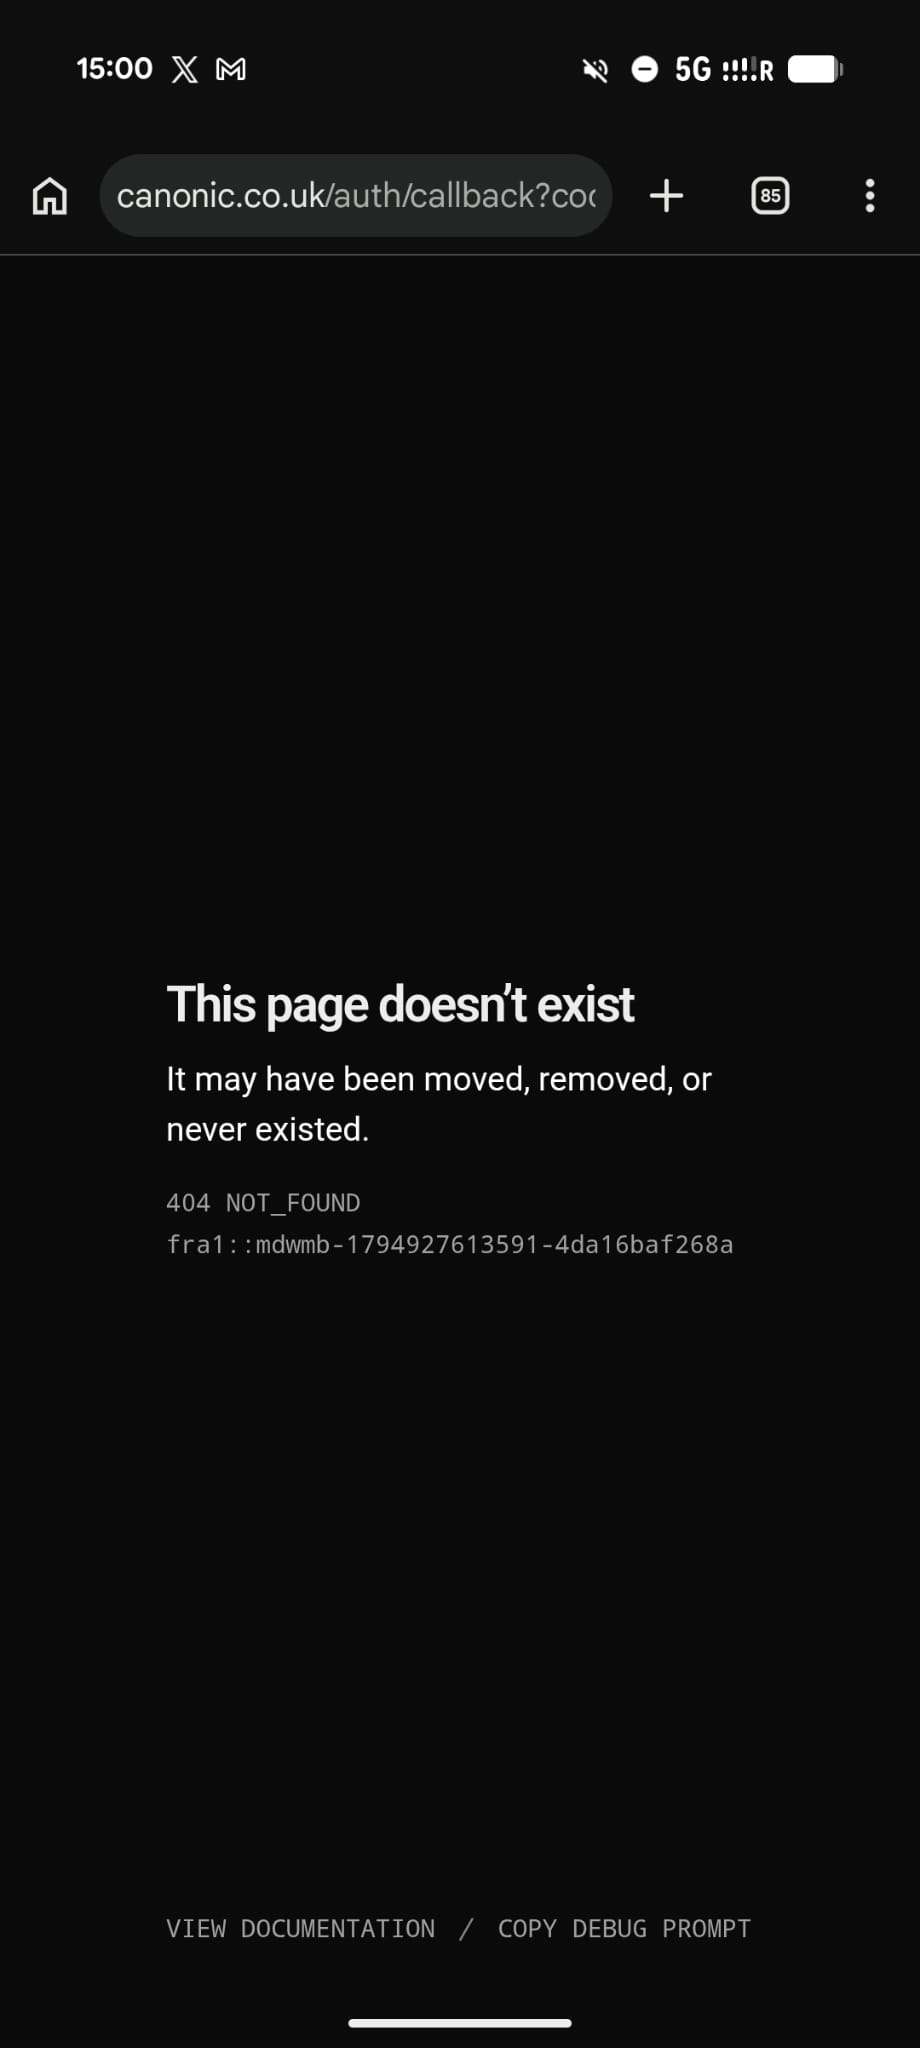 15:00
5G R
canonic.co.uk/auth/callback?coc
85
This page doesn’t exist
It may have been moved, removed, or
never existed.
404 NOT_FOUND
fra1::mdwmb-1794927613591-4da16baf268a
VIEW DOCUMENTATION / COPY DEBUG PROMPT